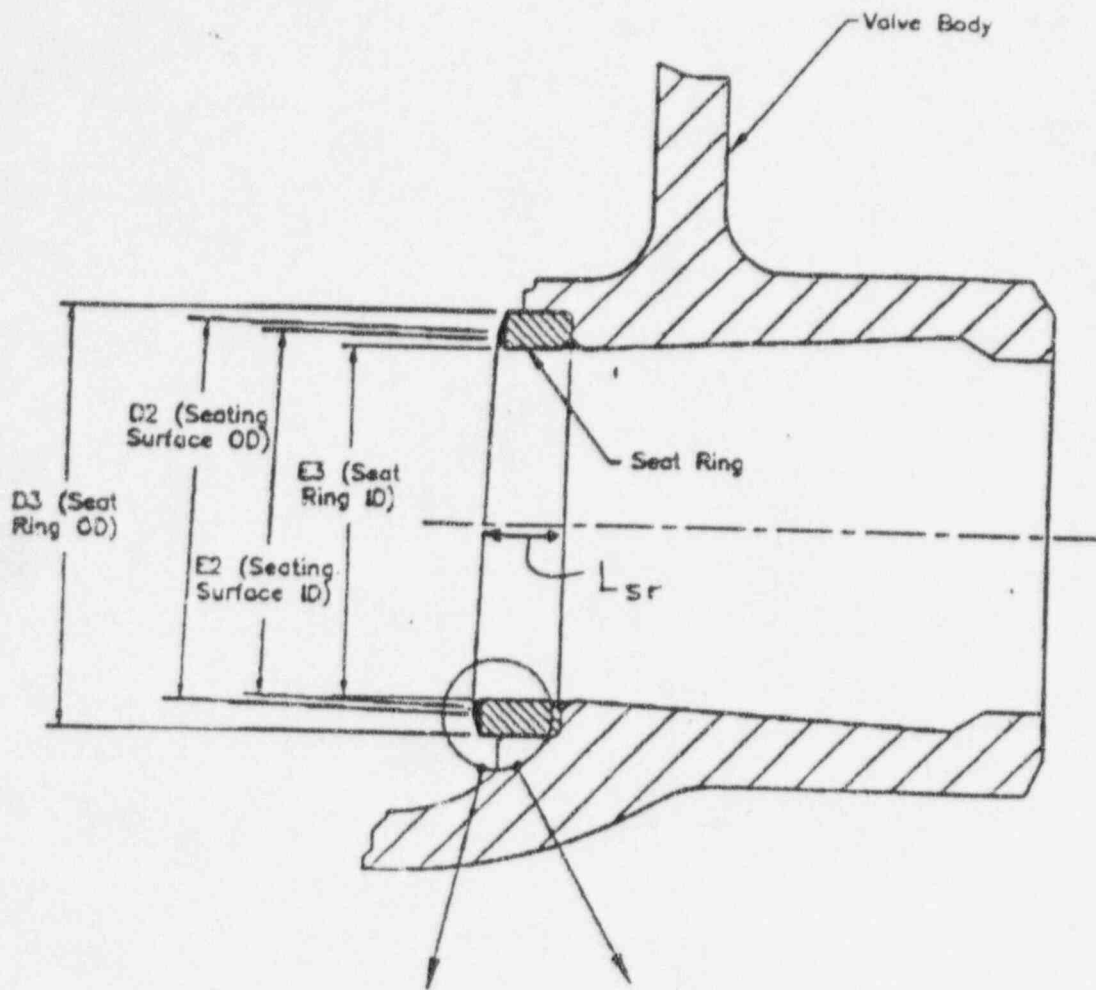 Valve Body
D2 (Seating
Surface OD)
E3 (Seat
Ring ID)
Seat Ring
D3 (Seat
Ring OD)
E2 (Seating
Surface ID)
Lsr